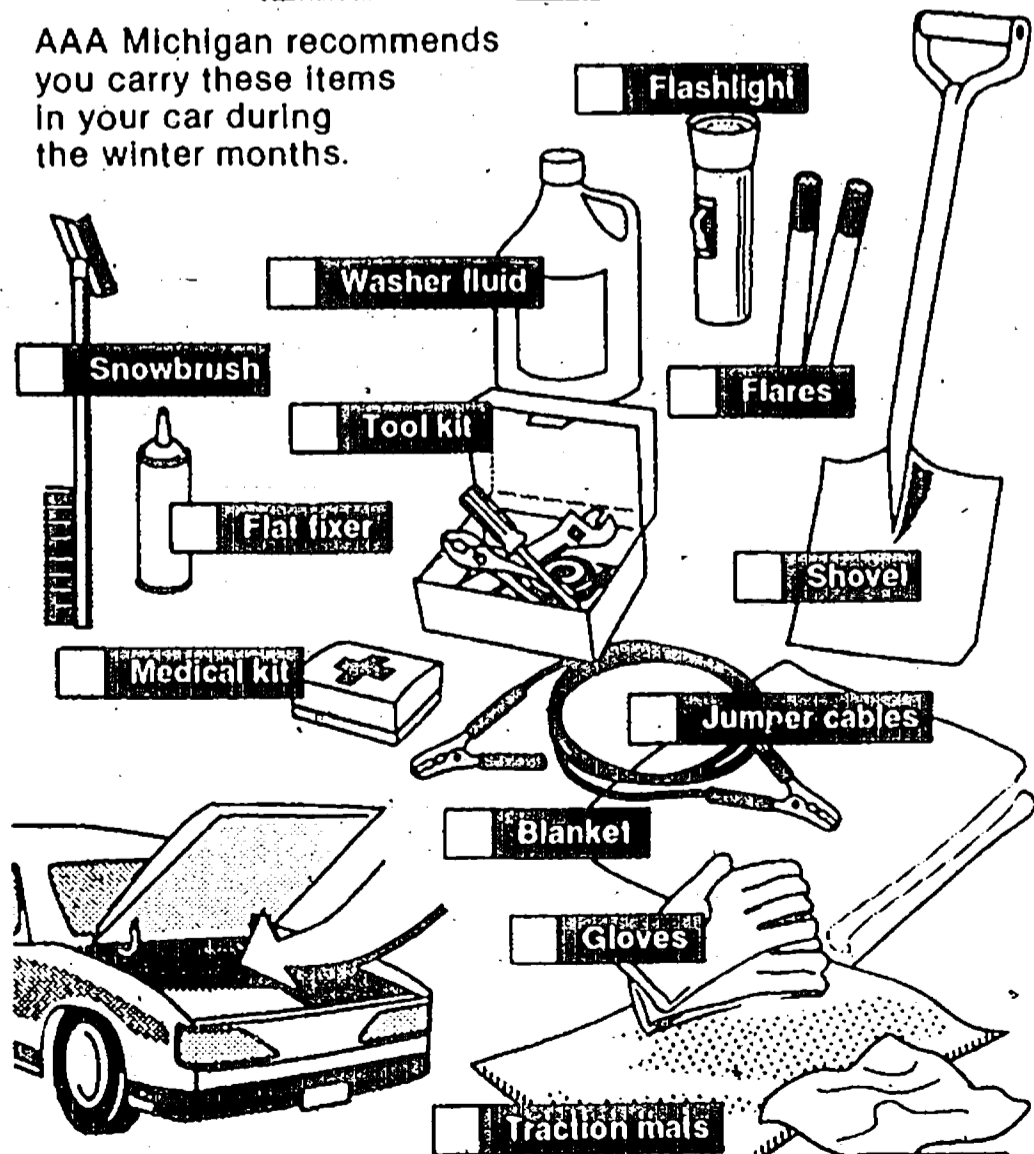 AAA Michigan recommends
you carry these items
in your car during
the winter months.
Flashlight
Washer fluid
Snowbrush
Flares
Tool kit
Flat fixer
Shovel
Medical kit
Jumper cables
Blanket
Gloves
Traction mats